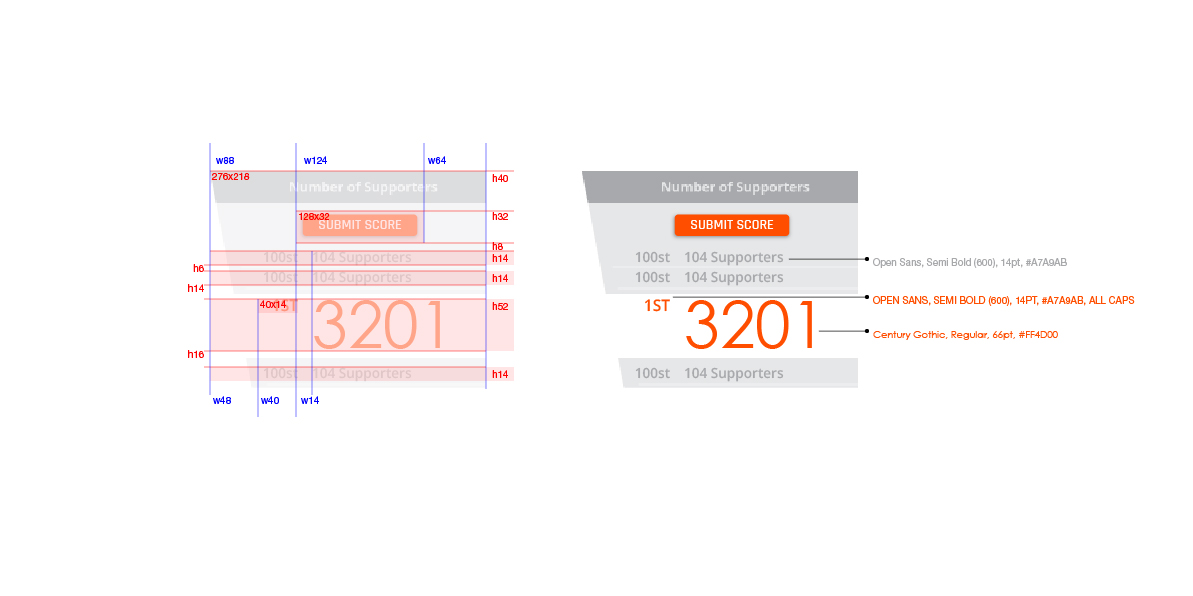 w88 w124 w64
276x218 h40
Number of Supporters
128x32 h32
SUBMIT SCORE
h8
100st 104 Supporters h14
h6
100st 104 Supporters h14
h14
40x14 h52
1ST 3201
h16
100st 104 Supporters h14
w48 w40 w14
Number of Supporters
SUBMIT SCORE
100st 104 Supporters
Open Sans, Semi Bold (600), 14pt, #A7A9AB
100st 104 Supporters
1ST 3201
OPEN SANS, SEMI BOLD (600), 14PT, #A7A9AB, ALL CAPS
Century Gothic, Regular, 66pt, #FF4D00
100st 104 Supporters